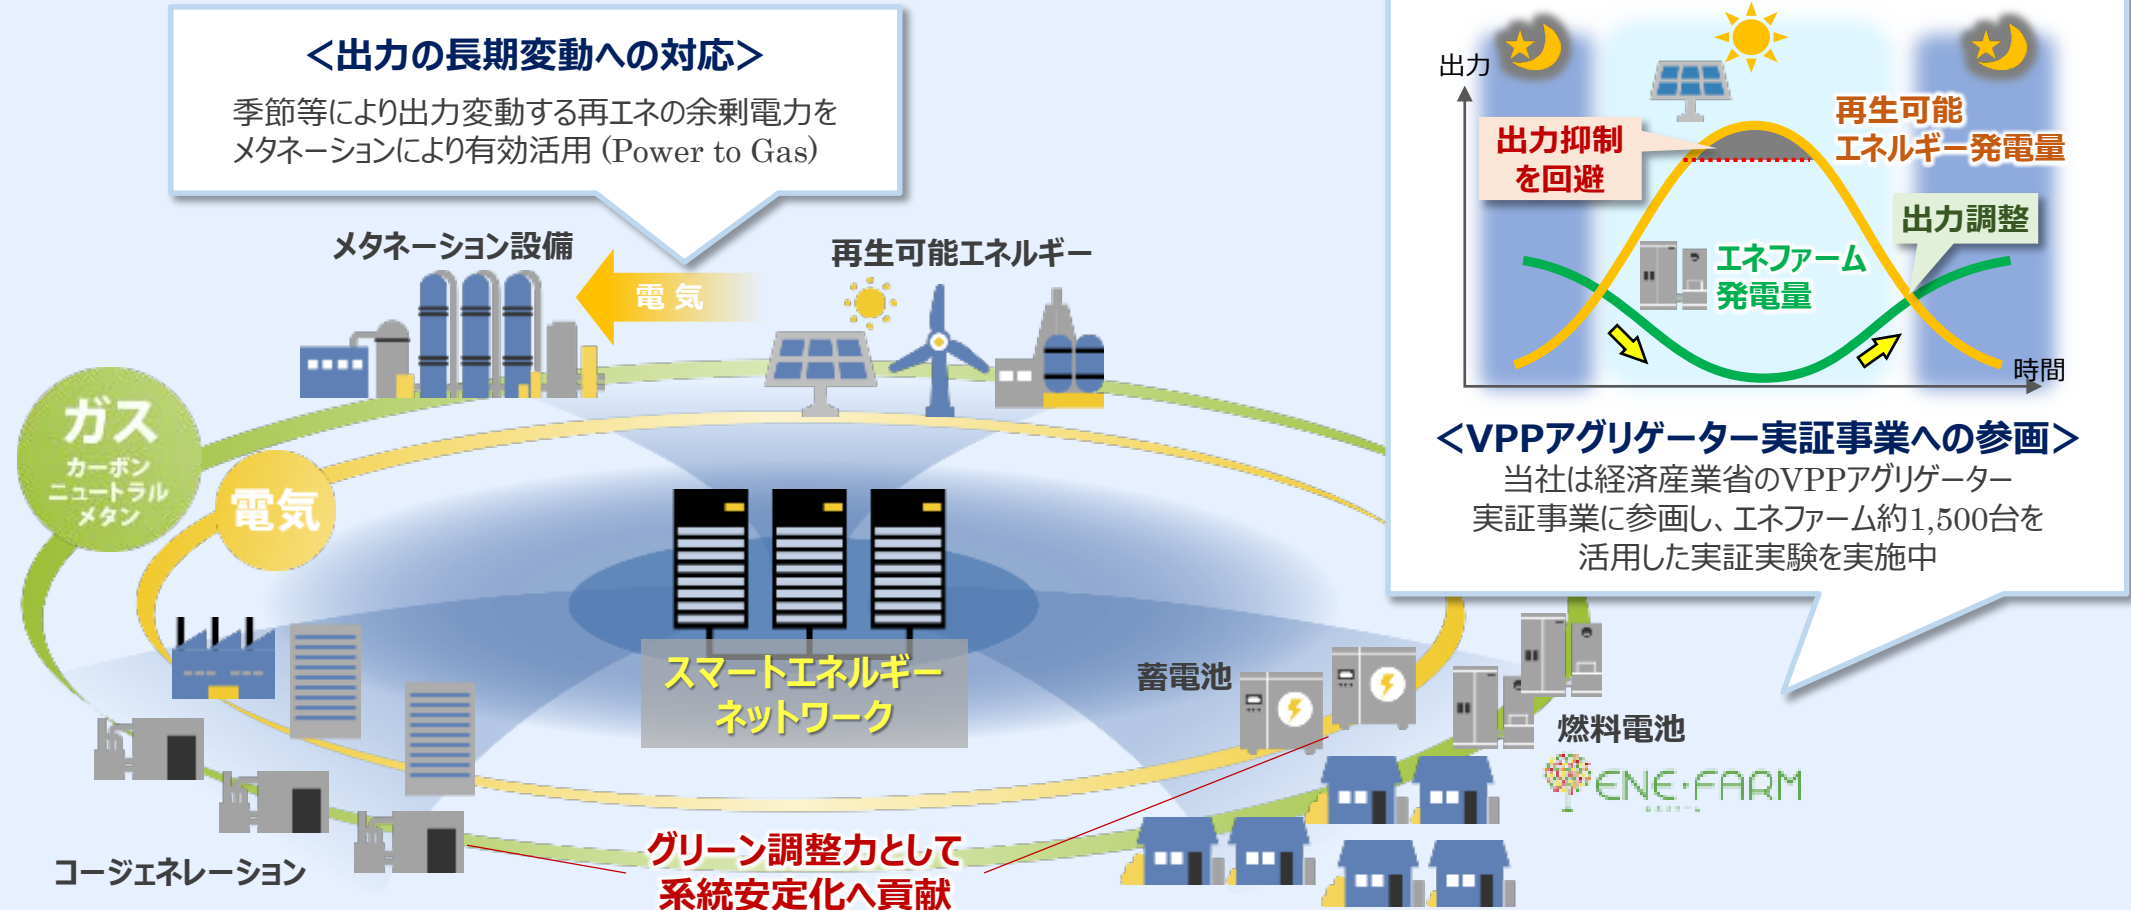 ＜出力の長期変動への対応＞
季節等により出力変動する再エネの余剰電力を
メタネーションにより有効活用 (Power to Gas)
メタネーション設備
電気
再生可能エネルギー
ガス
カーボン
ニュートラル
メタン
電気
スマートエネルギー
ネットワーク
コージェネレーション
グリーン調整力として
系統安定化へ貢献
蓄電池
燃料電池
ENE・FARM
出力
出力抑制
を回避
再生可能
エネルギー発電量
出力調整
エネファーム
発電量
時間
＜VPPアグリゲーター実証事業への参画＞
当社は経済産業省のVPPアグリゲーター
実証事業に参画し、エネファーム約1,500台を
活用した実証実験を実施中